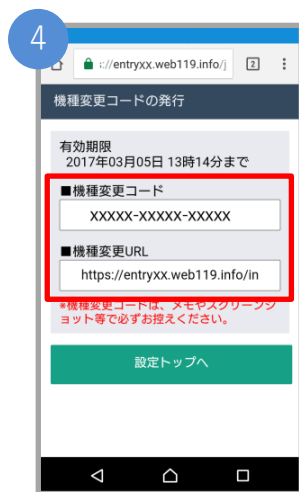 4
s://entryxx.web119.info/j
2
機種変更コードの発行
有効期限
2017年03月05日 13時14分まで
■機種変更コード
XXXXX-XXXXX-XXXXX
■機種変更URL
https://entryxx.web119.info/in
*機種変更コードは、メモやスクリーンシ
ョット等で必ずお控えください。
設定トップへ